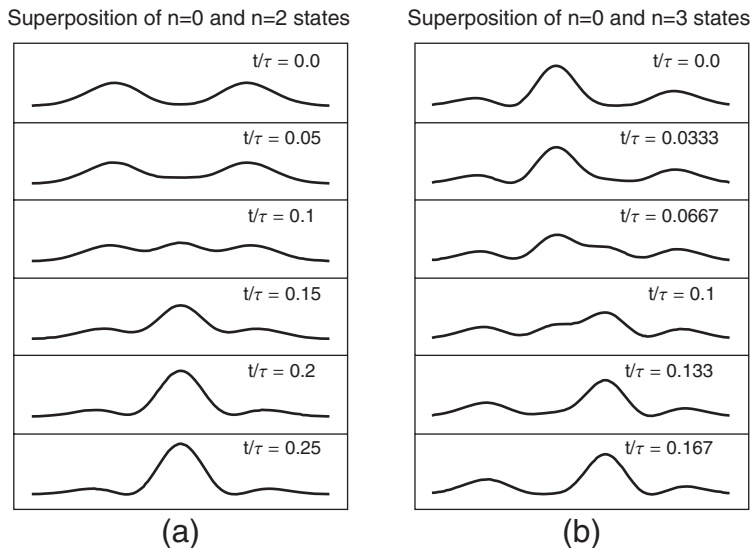 Superposition of n=0 and n=2 states
t/τ = 0.0
t/τ = 0.05
t/τ = 0.1
t/τ = 0.15
t/τ = 0.2
t/τ = 0.25
(a)
Superposition of n=0 and n=3 states
t/τ = 0.0
t/τ = 0.0333
t/τ = 0.0667
t/τ = 0.1
t/τ = 0.133
t/τ = 0.167
(b)